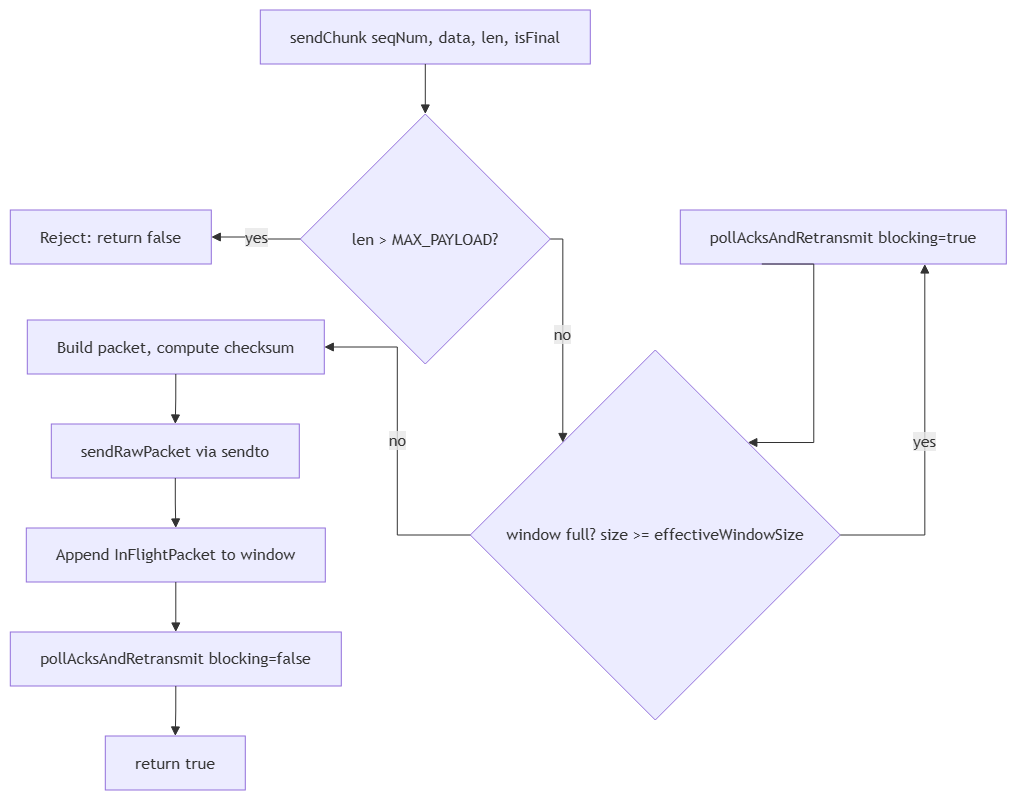 sendChunk seqNum, data, len, isFinal
len > MAX_PAYLOAD?
yes
Reject: return false
no
pollAcksAndRetransmit blocking=true
window full? size >= effectiveWindowSize
yes
no
Build packet, compute checksum
sendRawPacket via sendto
Append InFlightPacket to window
pollAcksAndRetransmit blocking=false
return true